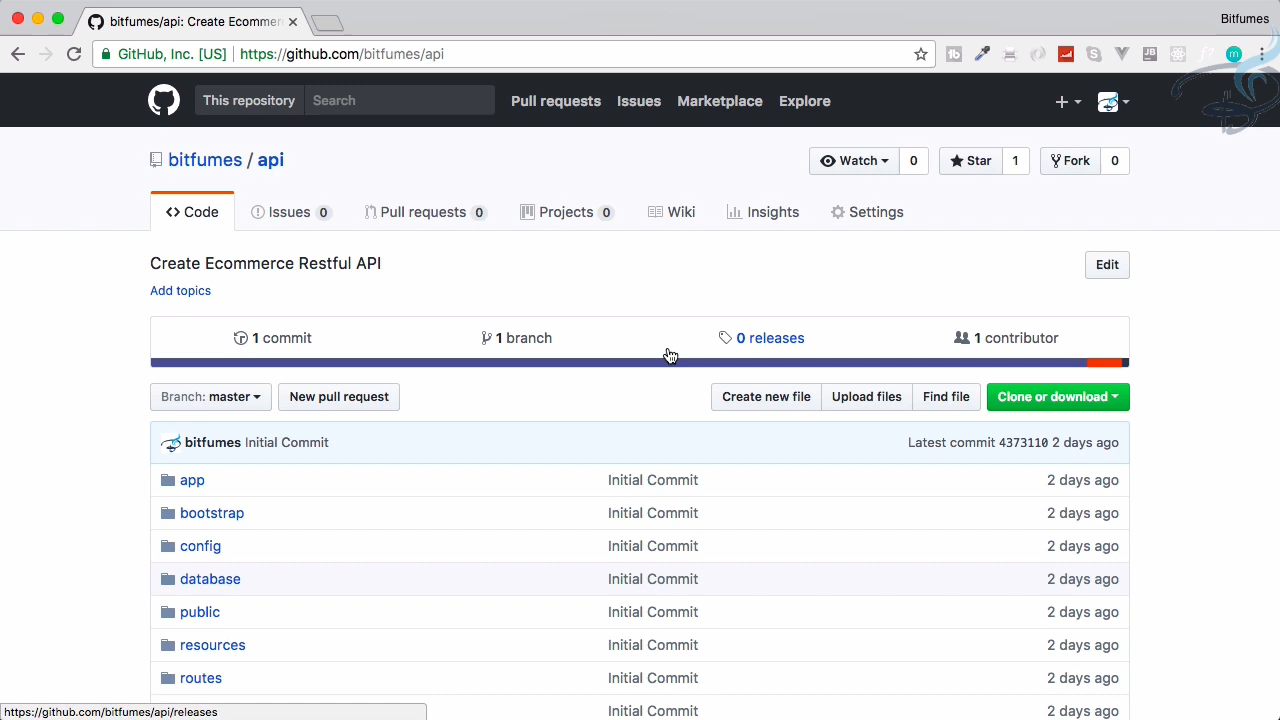 bitfumes/api: Create Ecommer
Bitfumes
GitHub, Inc. [US] https://github.com/bitfumes/api
This repository Search Pull requests Issues Marketplace Explore
bitfumes / api
Watch 0 Star 1 Fork 0
Code Issues 0 Pull requests 0 Projects 0 Wiki Insights Settings
Create Ecommerce Restful API
Edit
Add topics
1 commit 1 branch 0 releases 1 contributor
Branch: master New pull request Create new file Upload files Find file Clone or download
bitfumes Initial Commit Latest commit 4373110 2 days ago
app Initial Commit 2 days ago
bootstrap Initial Commit 2 days ago
config Initial Commit 2 days ago
database Initial Commit 2 days ago
public Initial Commit 2 days ago
resources Initial Commit 2 days ago
routes Initial Commit 2 days ago
Initial Commit 2 days ago
https://github.com/bitfumes/api/releases